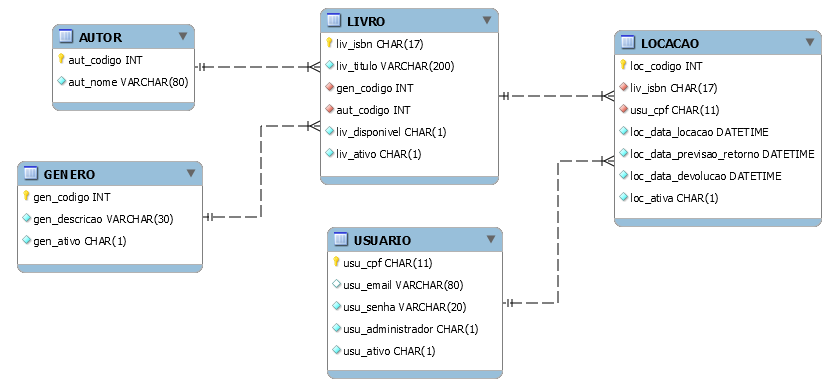 AUTOR
aut_codigo INT
aut_nome VARCHAR(80)
GENERO
gen_codigo INT
gen_descricao VARCHAR(30)
gen_ativo CHAR(1)
LIVRO
liv_isbn CHAR(17)
liv_titulo VARCHAR(200)
gen_codigo INT
aut_codigo INT
liv_disponivel CHAR(1)
liv_ativo CHAR(1)
USUARIO
usu_cpf CHAR(11)
usu_email VARCHAR(80)
usu_senha VARCHAR(20)
usu_administrador CHAR(1)
usu_ativo CHAR(1)
LOCACAO
loc_codigo INT
liv_isbn CHAR(17)
usu_cpf CHAR(11)
loc_data_locacao DATETIME
loc_data_previsao_retorno DATETIME
loc_data_devolucao DATETIME
loc_ativa CHAR(1)